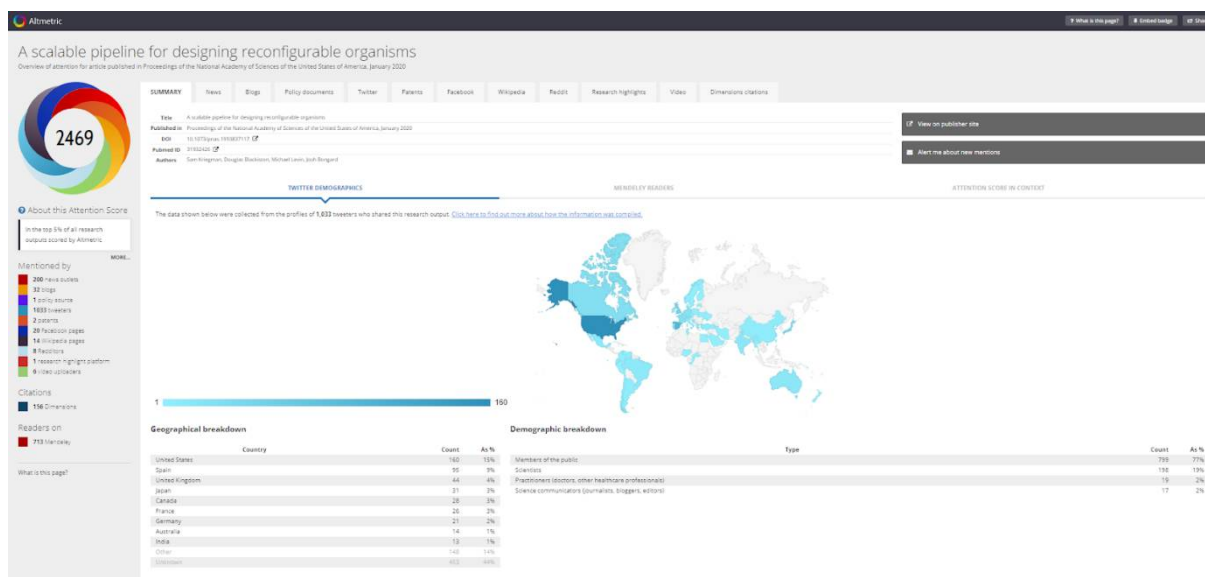 Altmetric
What is this page?
Embed badge
Share
A scalable pipeline for designing reconfigurable organisms
Overview of attention for article published in Proceedings of the National Academy of Sciences of the United States of America, January 2020
2469
About this Attention Score
In the top 5% of all research
outputs scored by Altmetric
MORE...
Mentioned by
200 news outlets
33 blogs
1 policy source
1033 tweeters
2 patents
20 Facebook pages
14 Wikipedia pages
8 Redditors
1 research highlight platform
6 video uploaders
Citations
156 Dimensions
Readers on
713 Mendeley
What is this page?
SUMMARY News Blogs Policy documents Twitter Patents Facebook Wikipedia Reddit Research highlights Video Dimensions citations
Title A scalable pipeline for designing reconfigurable organisms
Published in Proceedings of the National Academy of Sciences of the United States of America, January 2020
DOI
Pubmed ID
Authors Sam Kriegman, Douglas Blackiston, Michael Levin, Josh Bongard
View on publisher site
Alert me about new mentions
TWITTER DEMOGRAPHICS MENDELEY READERS ATTENTION SCORE IN CONTEXT
The data shown below were collected from the profiles of 1,033 tweeters who shared this research output. Click here to find out more about how the information was compiled.
1 160
Geographical breakdown
Country Count As %
United States 160 15%
Spain 95 9%
United Kingdom 44 4%
Japan 31 3%
Canada 28 3%
France 26 3%
Germany 21 2%
Australia 14 1%
India 13 1%
Other 148 14%
Unknown 453 44%
Demographic breakdown
Type Count As %
Members of the public 799 77%
Scientists 198 19%
Practitioners (doctors, other healthcare professionals) 19 2%
Science communicators (journalists, bloggers, editors) 17 2%